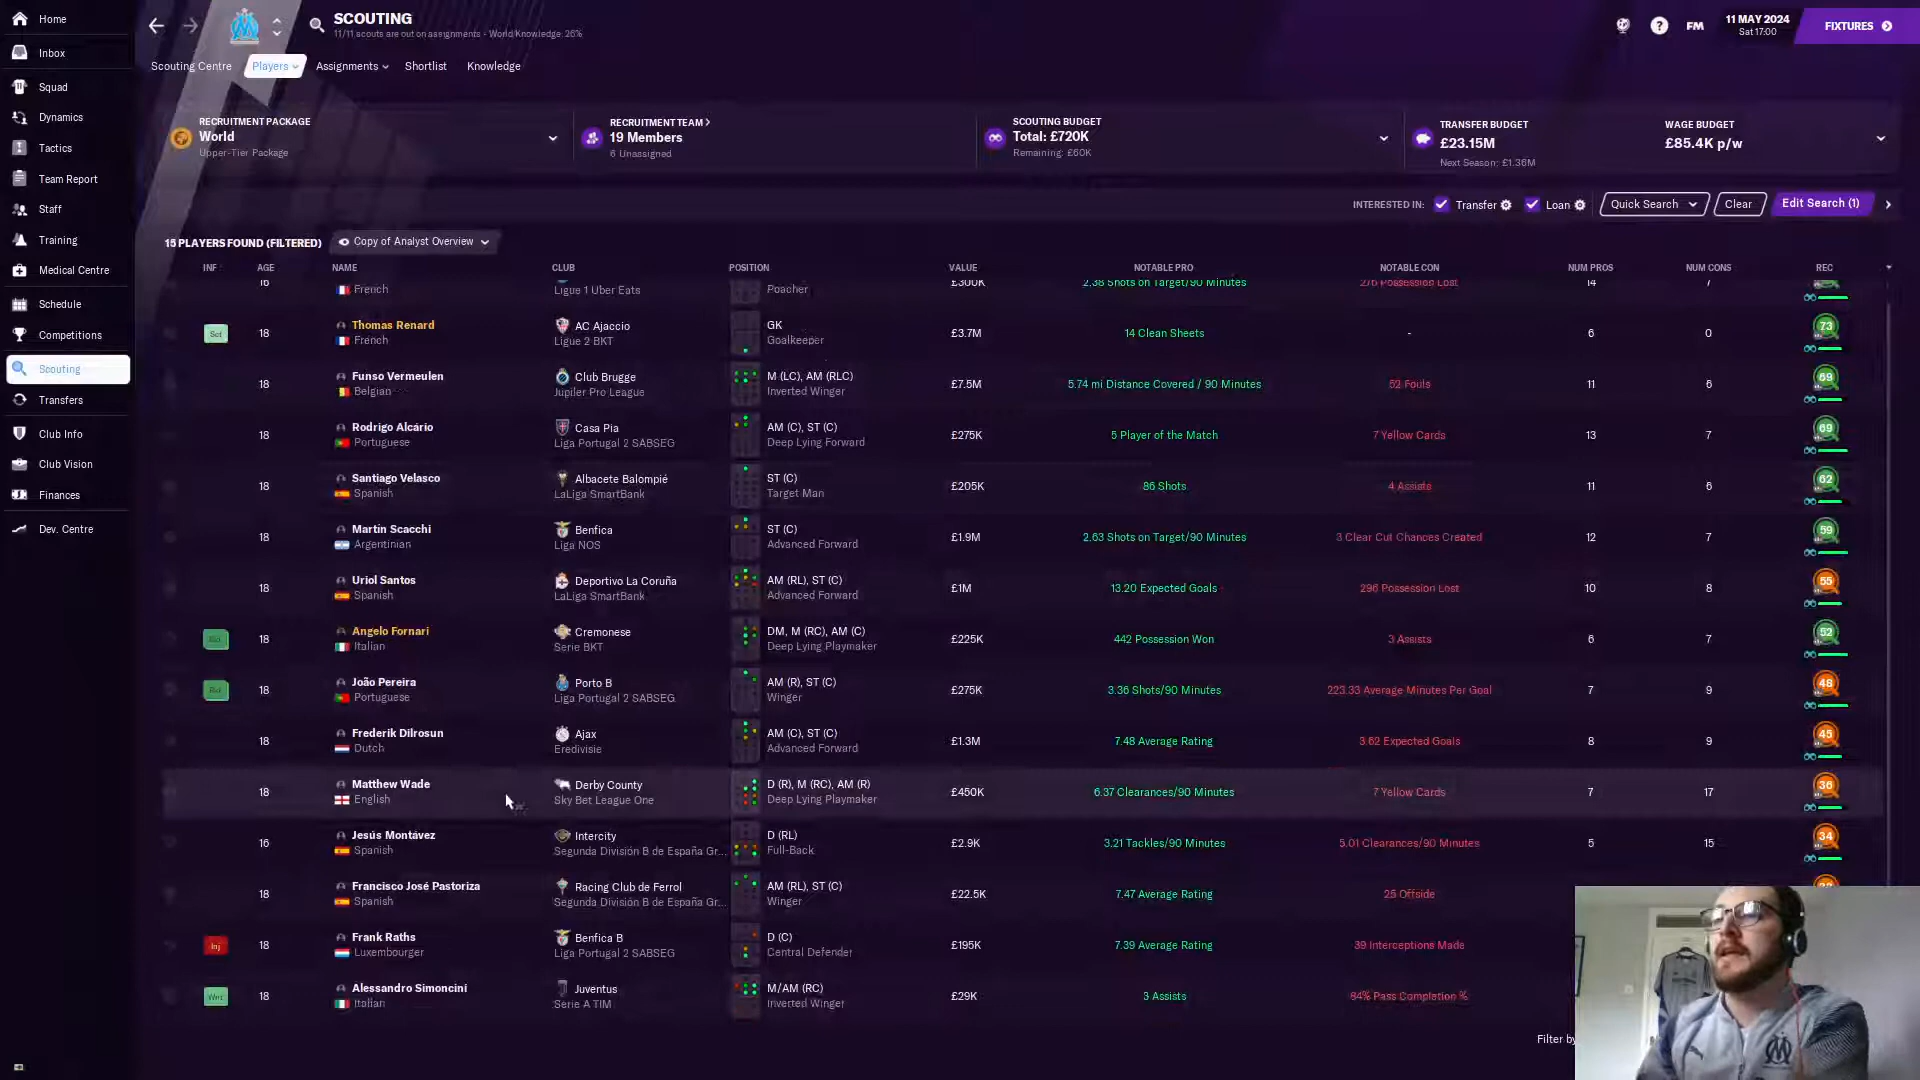 Home
Inbox
Squad
Dynamics
Tactics
Team Report
Staff
Training
Medical Centre
Schedule
Competitions
Scouting
Transfers
Club Info
Club Vision
Finances
Dev. Centre
SCOUTING
11/11 scouts are out on assignments - World Knowledge: 26%
FM
11 MAY 2024
Sat 17:00
FIXTURES
Scouting Centre
Players
Assignments
Shortlist
Knowledge
RECRUITMENT PACKAGE
World
Upper-Tier Package
RECRUITMENT TEAM
19 Members
6 Unassigned
SCOUTING BUDGET
Total: £720K
Remaining: £60K
TRANSFER BUDGET
£23.15M
Next Season: £1.36M
WAGE BUDGET
£85.4K p/w
INTERESTED IN: Transfer Loan Quick Search Clear Edit Search (1)
15 PLAYERS FOUND (FILTERED) Copy of Analyst Overview
INF AGE NAME CLUB POSITION VALUE NOTABLE PRO NOTABLE CON NUM PROS NUM CONS REC
16 French Ligue 1 Uber Eats Poacher £300K 2.38 Shots on Target/90 Minutes 276 Possession Lost 14 7
Sct 18 Thomas Renard AC Ajaccio GK £3.7M 14 Clean Sheets - 6 0 73
French Ligue 2 BKT Goalkeeper
18 Funso Vermeulen Club Brugge M (LC), AM (RLC) £7.5M 5.74 mi Distance Covered / 90 Minutes 52 Fouls 11 6 69
Belgian Jupiler Pro League Inverted Winger
18 Rodrigo Alcário Casa Pia AM (C), ST (C) £275K 5 Player of the Match 7 Yellow Cards 13 7 69
Portuguese Liga Portugal 2 SABSEG Deep Lying Forward
18 Santiago Velasco Albacete Balompié ST (C) £205K 86 Shots 4 Assists 11 6 62
Spanish LaLiga SmartBank Target Man
18 Martín Scacchi Benfica ST (C) £1.9M 2.63 Shots on Target/90 Minutes 3 Clear Cut Chances Created 12 7 59
Argentinian Liga NOS Advanced Forward
18 Uriol Santos Deportivo La Coruña AM (RL), ST (C) £1M 13.20 Expected Goals 296 Possession Lost 10 8 55
Spanish LaLiga SmartBank Advanced Forward
18 Angelo Fornari Cremonese DM, M (RC), AM (C) £225K 442 Possession Won 3 Assists 6 7 52
Italian Serie BKT Deep Lying Playmaker
18 João Pereira Porto B AM (R), ST (C) £275K 3.36 Shots/90 Minutes 223.33 Average Minutes Per Goal 7 9 48
Portuguese Liga Portugal 2 SABSEG Winger
18 Frederik Dilrosun Ajax AM (C), ST (C) £1.3M 7.48 Average Rating 3.62 Expected Goals 8 9 45
Dutch Eredivisie Advanced Forward
18 Matthew Wade Derby County D (R), M (RC), AM (R) £450K 6.37 Clearances/90 Minutes 7 Yellow Cards 7 17 36
English Sky Bet League One Deep Lying Playmaker
16 Jesús Montávez Intercity D (RL) £2.9K 3.21 Tackles/90 Minutes 5.01 Clearances/90 Minutes 5 15 34
Spanish Segunda División B de España Gr... Full-Back
18 Francisco José Pastoriza Racing Club de Ferrol AM (RL), ST (C) £22.5K 7.47 Average Rating 25 Offside
Spanish Segunda División B de España Gr... Winger
Inj 18 Frank Raths Benfica B D (C) £195K 7.39 Average Rating 39 Interceptions Made
Luxembourger Liga Portugal 2 SABSEG Central Defender
Wnt 18 Alessandro Simoncini Juventus M/AM (RC) £29K 3 Assists 84% Pass Completion %
Italian Serie A TIM Inverted Winger
Filter by